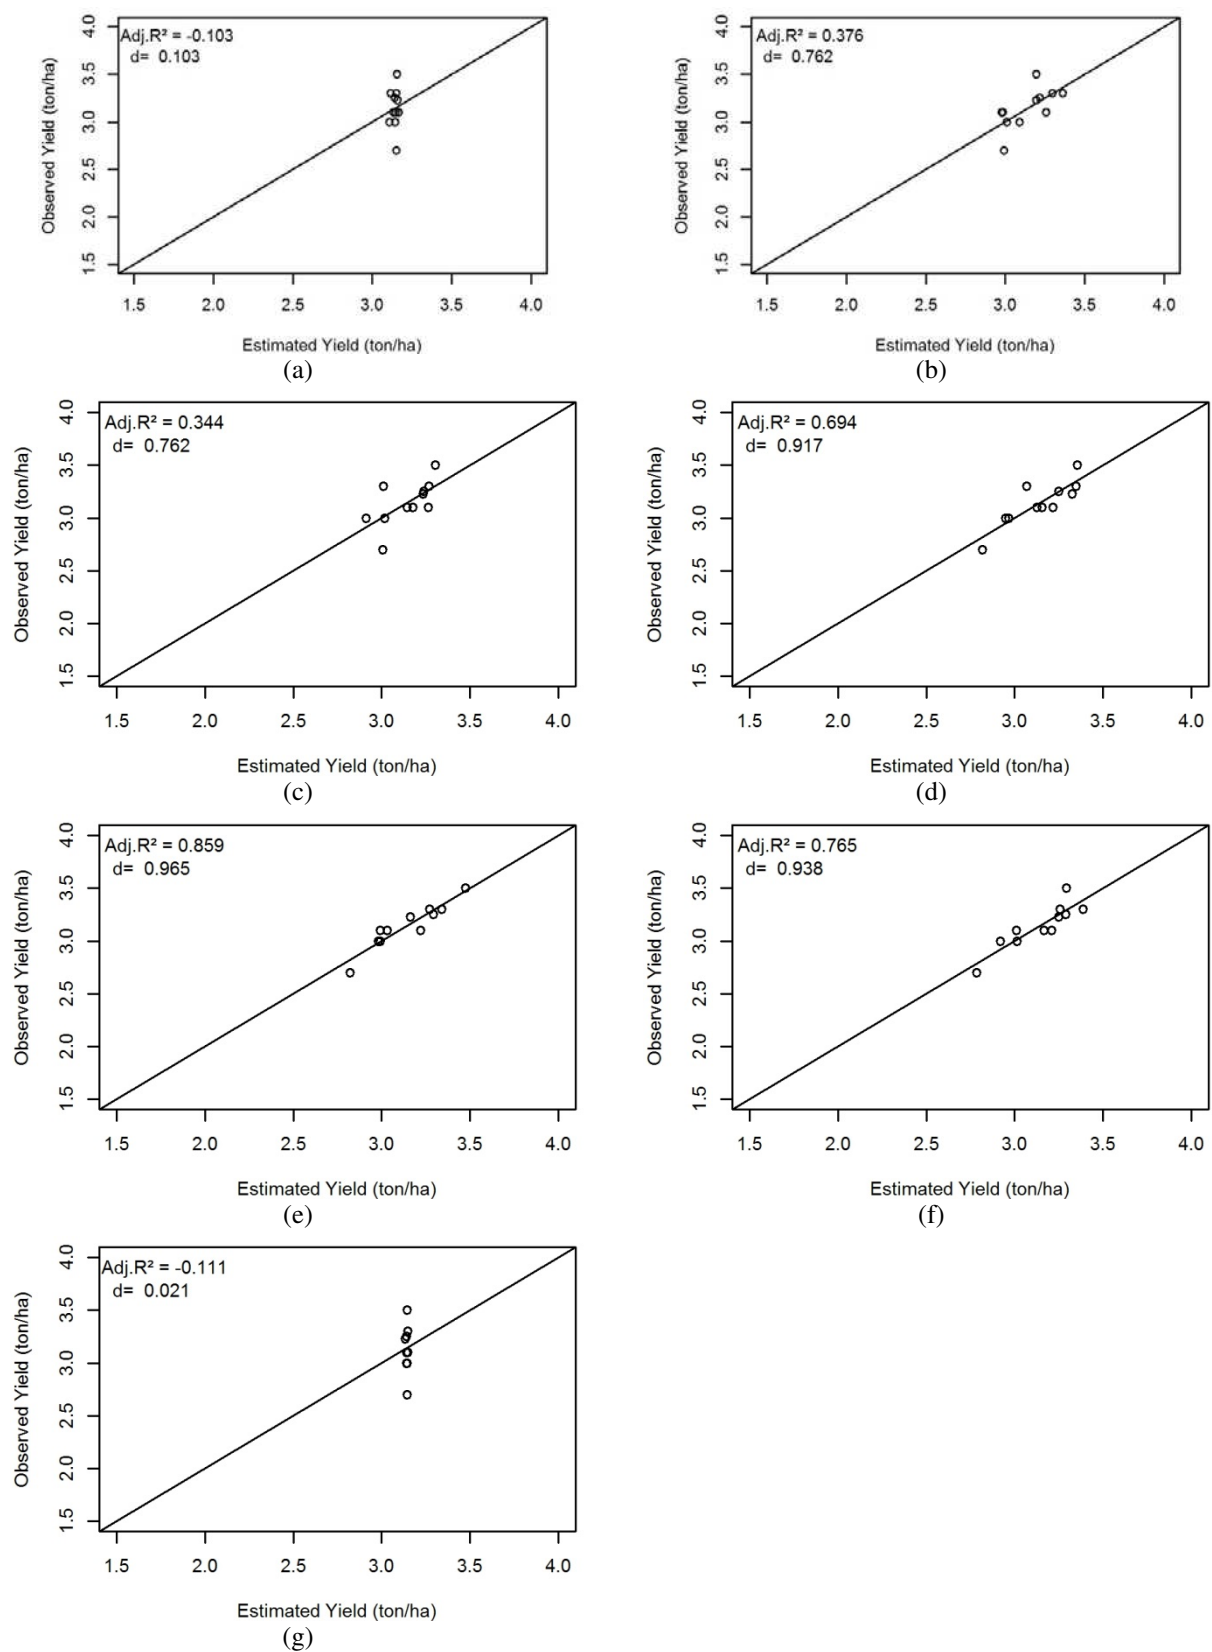 Adj.R² = -0.103
d= 0.103
Observed Yield (ton/ha)
4.0
3.5
3.0
2.5
2.0
1.5
1.5 2.0 2.5 3.0 3.5 4.0
Estimated Yield (ton/ha)
(a)
Adj.R² = 0.376
d= 0.762
Observed Yield (ton/ha)
4.0
3.5
3.0
2.5
2.0
1.5
1.5 2.0 2.5 3.0 3.5 4.0
Estimated Yield (ton/ha)
(b)
Adj.R² = 0.344
d= 0.762
Observed Yield (ton/ha)
4.0
3.5
3.0
2.5
2.0
1.5
1.5 2.0 2.5 3.0 3.5 4.0
Estimated Yield (ton/ha)
(c)
Adj.R² = 0.694
d= 0.917
Observed Yield (ton/ha)
4.0
3.5
3.0
2.5
2.0
1.5
1.5 2.0 2.5 3.0 3.5 4.0
Estimated Yield (ton/ha)
(d)
Adj.R² = 0.859
d= 0.965
Observed Yield (ton/ha)
4.0
3.5
3.0
2.5
2.0
1.5
1.5 2.0 2.5 3.0 3.5 4.0
Estimated Yield (ton/ha)
(e)
Adj.R² = 0.765
d= 0.938
Observed Yield (ton/ha)
4.0
3.5
3.0
2.5
2.0
1.5
1.5 2.0 2.5 3.0 3.5 4.0
Estimated Yield (ton/ha)
(f)
Adj.R² = -0.111
d= 0.021
Observed Yield (ton/ha)
4.0
3.5
3.0
2.5
2.0
1.5
1.5 2.0 2.5 3.0 3.5 4.0
Estimated Yield (ton/ha)
(g)